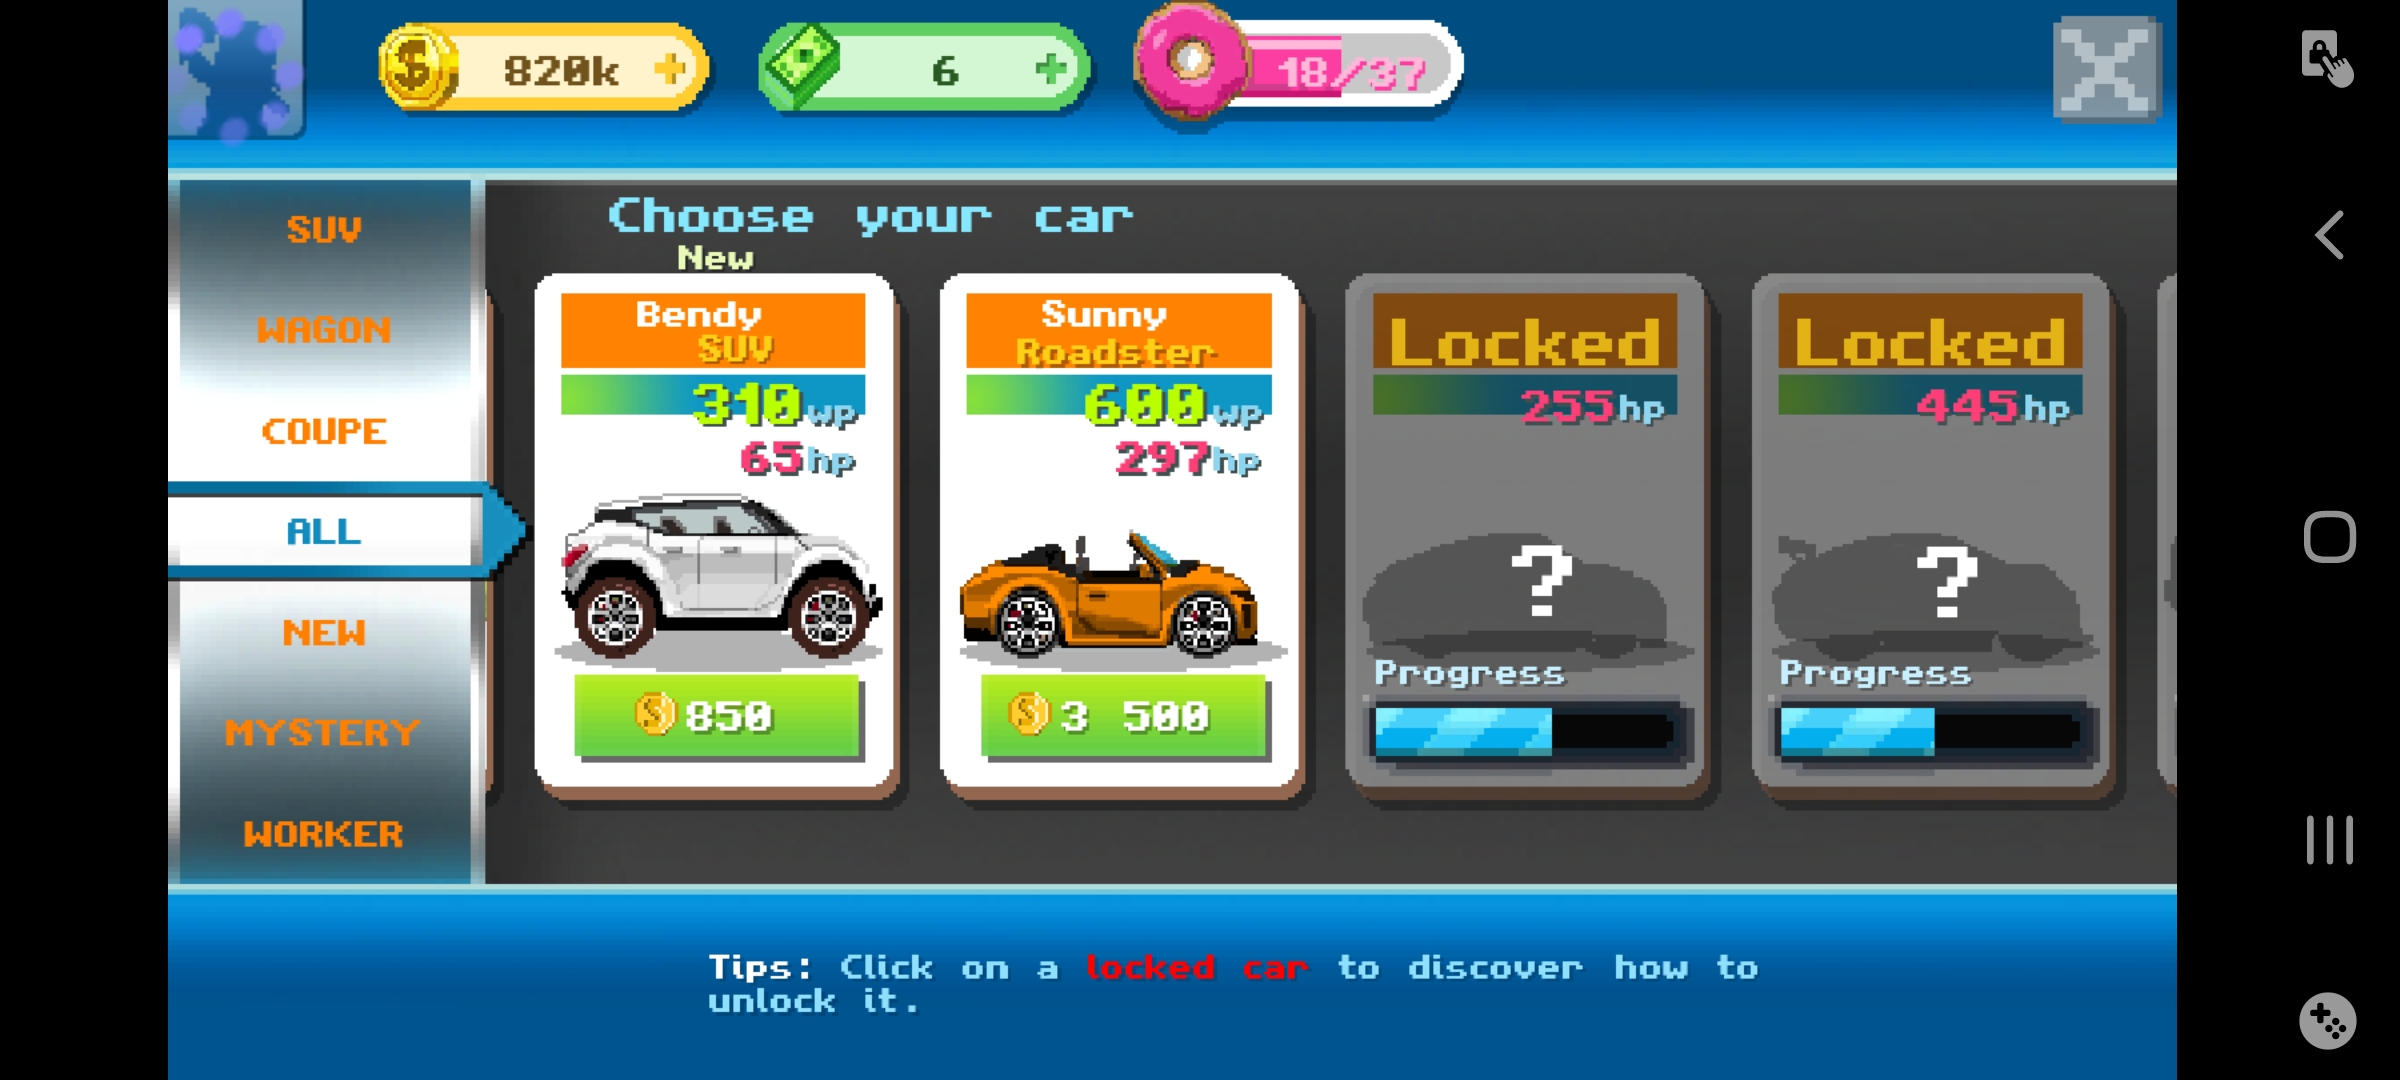 820k
6
18/37
SUV
WAGON
COUPE
ALL
NEW
MYSTERY
WORKER
Choose your car
New
Bendy
SUV
310wp
65hp
850
Sunny
Roadster
600wp
297hp
3 500
Locked
255hp
?
Progress
Locked
445hp
?
Progress
Tips: Click on a locked car to discover how to
unlock it.